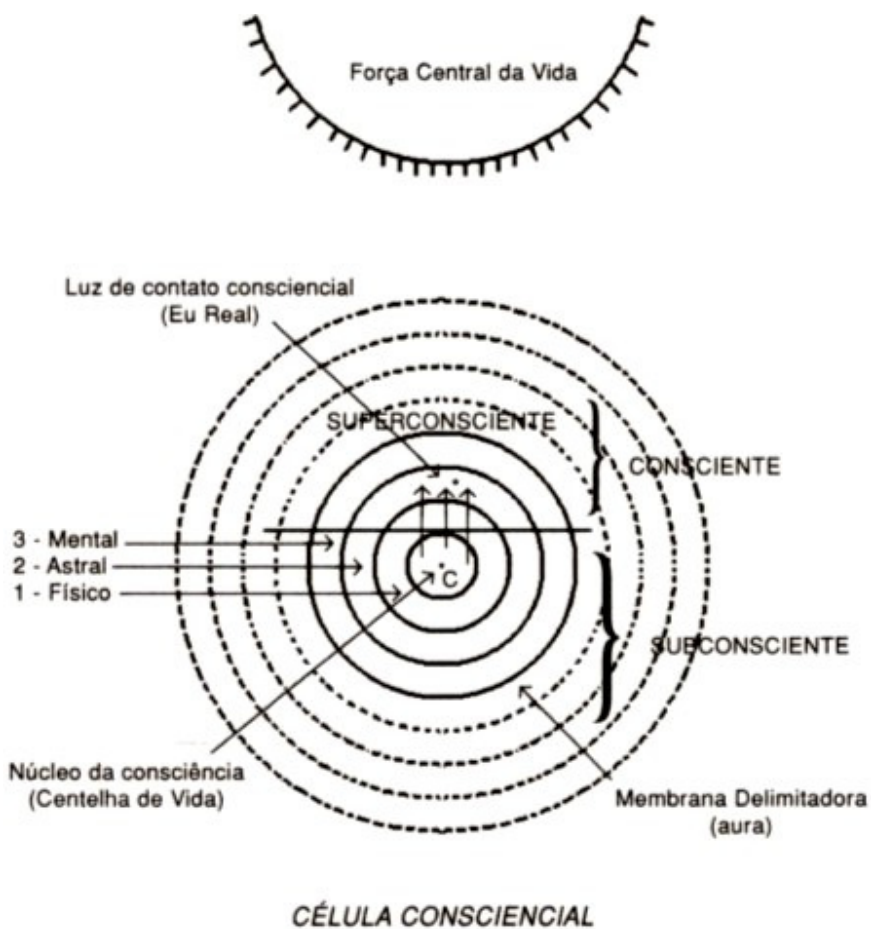 Força Central da Vida
Luz de contato consciencial
(Eu Real)
SUPERCONSCIENTE
CONSCIENTE
3 - Mental
2 - Astral
1 - Físico
C
SUBCONSCIENTE
Núcleo da consciência
(Centelha de Vida)
Membrana Delimitadora
(aura)
CÉLULA CONSCIENCIAL